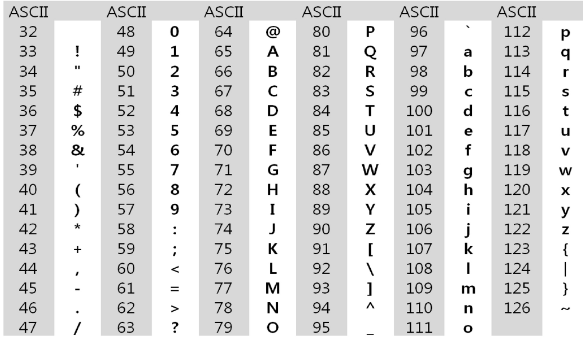 ASCII ASCII ASCII ASCII ASCII ASCII
32 48 0 64 @ 80 P 96 ` 112 p
33 ! 49 1 65 A 81 Q 97 a 113 q
34 " 50 2 66 B 82 R 98 b 114 r
35 # 51 3 67 C 83 S 99 c 115 s
36 $ 52 4 68 D 84 T 100 d 116 t
37 % 53 5 69 E 85 U 101 e 117 u
38 & 54 6 70 F 86 V 102 f 118 v
39 ' 55 7 71 G 87 W 103 g 119 w
40 ( 56 8 72 H 88 X 104 h 120 x
41 ) 57 9 73 I 89 Y 105 i 121 y
42 * 58 : 74 J 90 Z 106 j 122 z
43 + 59 ; 75 K 91 [ 107 k 123 {
44 , 60 < 76 L 92 \ 108 l 124 |
45 - 61 = 77 M 93 ] 109 m 125 }
46 . 62 > 78 N 94 ^ 110 n 126 ~
47 / 63 ? 79 O 95 _ 111 o